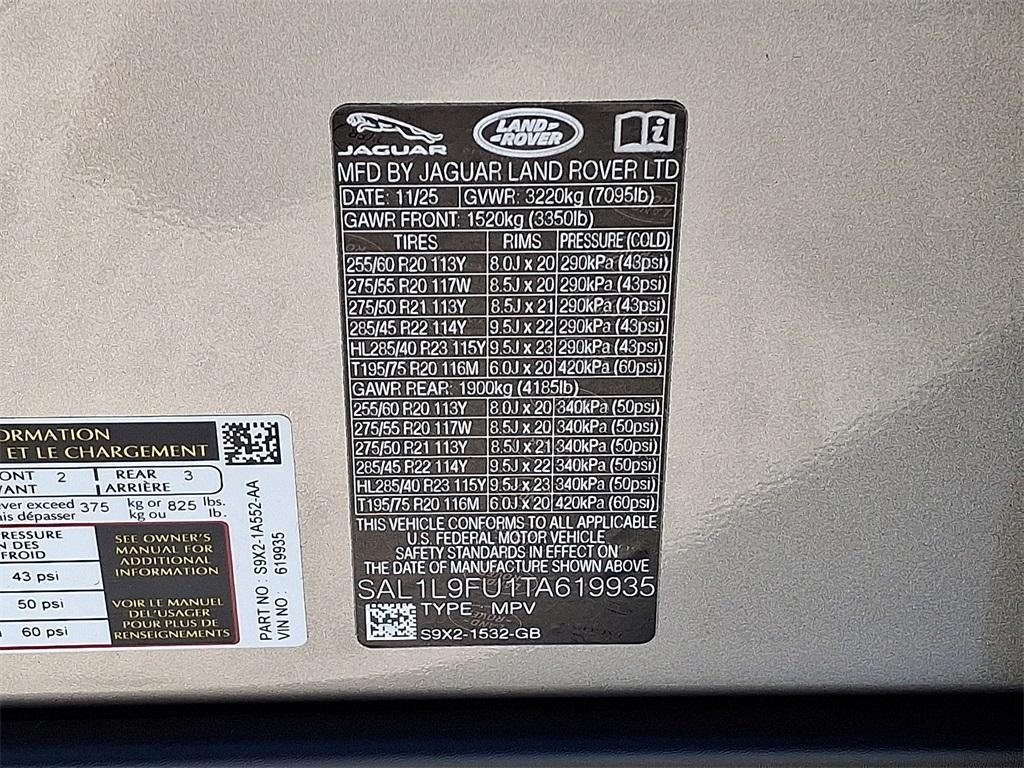 JAGUAR
LAND-
-ROVER
MFD BY JAGUAR LAND ROVER LTD
DATE: 11/25 GVWR: 3220kg (7095lb)
GAWR FRONT: 1520kg (3350lb)
TIRES RIMS PRESSURE (COLD)
255/60 R20 113Y 8.0J x 20 290kPa (43psi)
275/55 R20 117W 8.5J x 20 290kPa (43psi)
275/50 R21 113Y 8.5J x 21 290kPa (43psi)
285/45 R22 114Y 9.5J x 22 290kPa (43psi)
HL285/40 R23 115Y 9.5J x 23 290kPa (43psi)
T195/75 R20 116M 6.0J x 20 420kPa (60psi)
GAWR REAR: 1900kg (4185lb)
255/60 R20 113Y 8.0J x 20 340kPa (50psi)
275/55 R20 117W 8.5J x 20 340kPa (50psi)
275/50 R21 113Y 8.5J x 21 340kPa (50psi)
285/45 R22 114Y 9.5J x 22 340kPa (50psi)
HL285/40 R23 115Y 9.5J x 23 340kPa (50psi)
T195/75 R20 116M 6.0J x 20 420kPa (60psi)
THIS VEHICLE CONFORMS TO ALL APPLICABLE
U.S. FEDERAL MOTOR VEHICLE
SAFETY STANDARDS IN EFFECT ON
THE DATE OF MANUFACTURE SHOWN ABOVE
SAL1L9FU1TA619935
TYPE: MPV
S9X2-1532-GB
ORMATION
ET LE CHARGEMENT
ONT 2 REAR 3
ANT ARRIÈRE
ver exceed 375 kg or 825 lbs.
ais dépasser kg ou lb.
RESSURE
N DES
FROID
43 psi
50 psi
60 psi
SEE OWNER'S
MANUAL FOR
ADDITIONAL
INFORMATION
VOIR LE MANUEL
DEL'USAGER
POUR PLUS DE
RENSEIGNEMENTS
PART NO : S9X2-1A552-AA
VIN NO : 619935